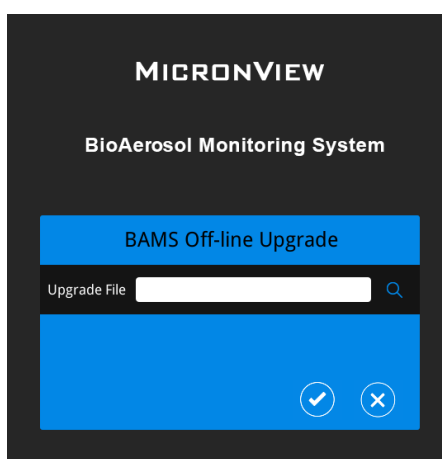 MICRONVIEW
BioAerosol Monitoring System
BAMS Off-line Upgrade
Upgrade File